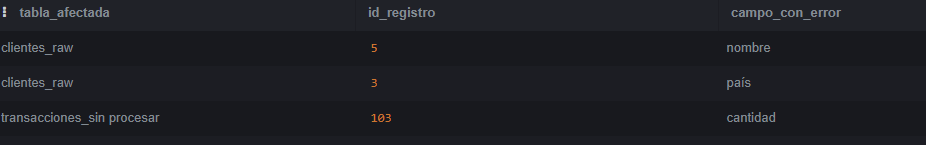 tabla_afectada id_registro campo_con_error
clientes_raw 5 nombre
clientes_raw 3 país
transacciones_sin procesar 103 cantidad